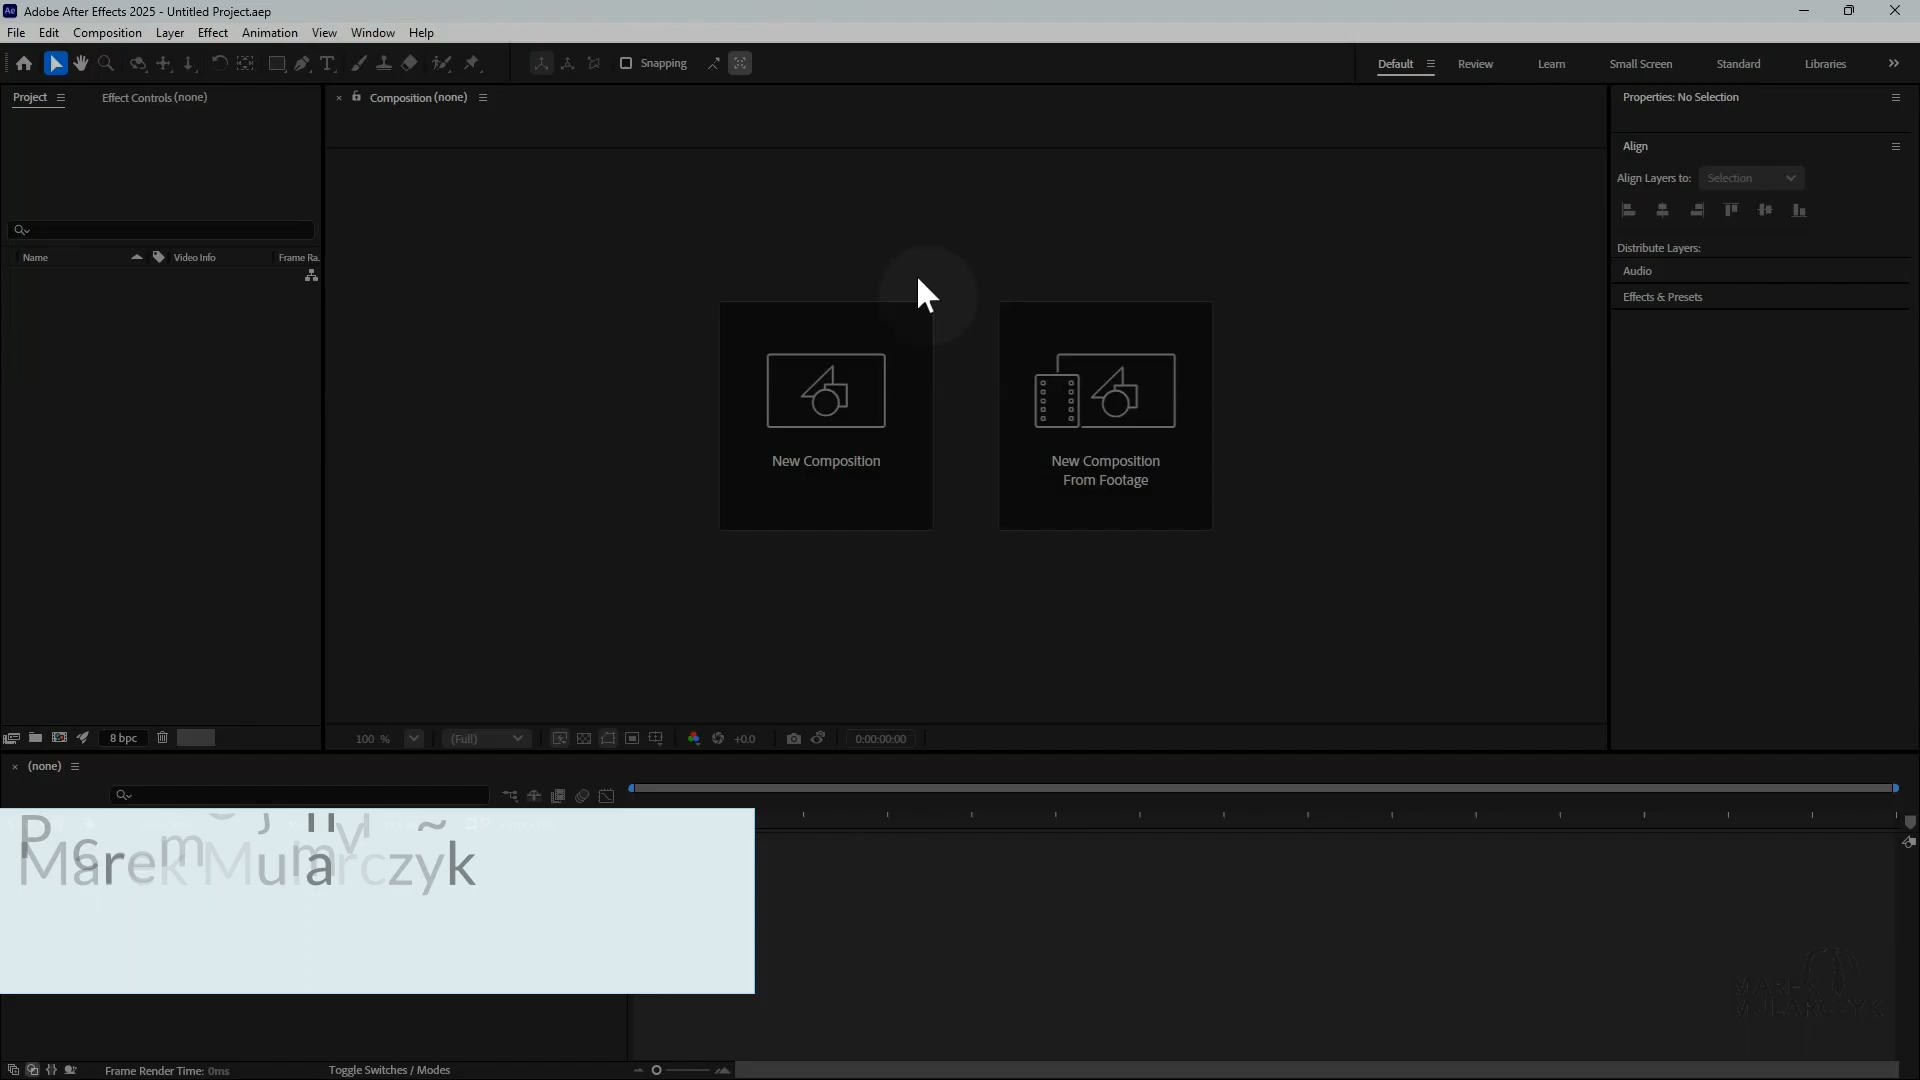 Ae Adobe After Effects 2025 - Untitled Project.aep
File Edit Composition Layer Effect Animation View Window Help
Snapping
Default Review Learn Small Screen Standard Libraries
Project Effect Controls (none)
Composition (none)
Properties: No Selection
Align
Align Layers to: Selection
Distribute Layers:
Audio
Effects & Presets
Name Video Info Frame Ra.
New Composition
New Composition
From Footage
8 bpc
100 % (Full) +0.0 0:00:00:00
(none)
Marek Mularczyk
MAREK
MULARCZYK
Frame Render Time: 0ms Toggle Switches / Modes